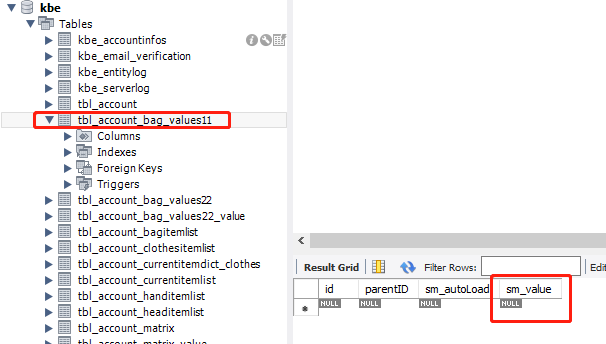 kbe
Tables
kbe_accountinfos
kbe_email_verification
kbe_entitylog
kbe_serverlog
tbl_account
tbl_account_bag_values11
Columns
Indexes
Foreign Keys
Triggers
tbl_account_bag_values22
tbl_account_bag_values22_value
tbl_account_bagitemlist
tbl_account_clothesitemlist
tbl_account_currentitemdict_clothes
tbl_account_currentitemlist
tbl_account_handitemlist
tbl_account_headitemlist
tbl_account_matrix
tbl_account_matrix_value
Result Grid Filter Rows: Edi
id parentID sm_autoLoad sm_value
NULL NULL NULL NULL